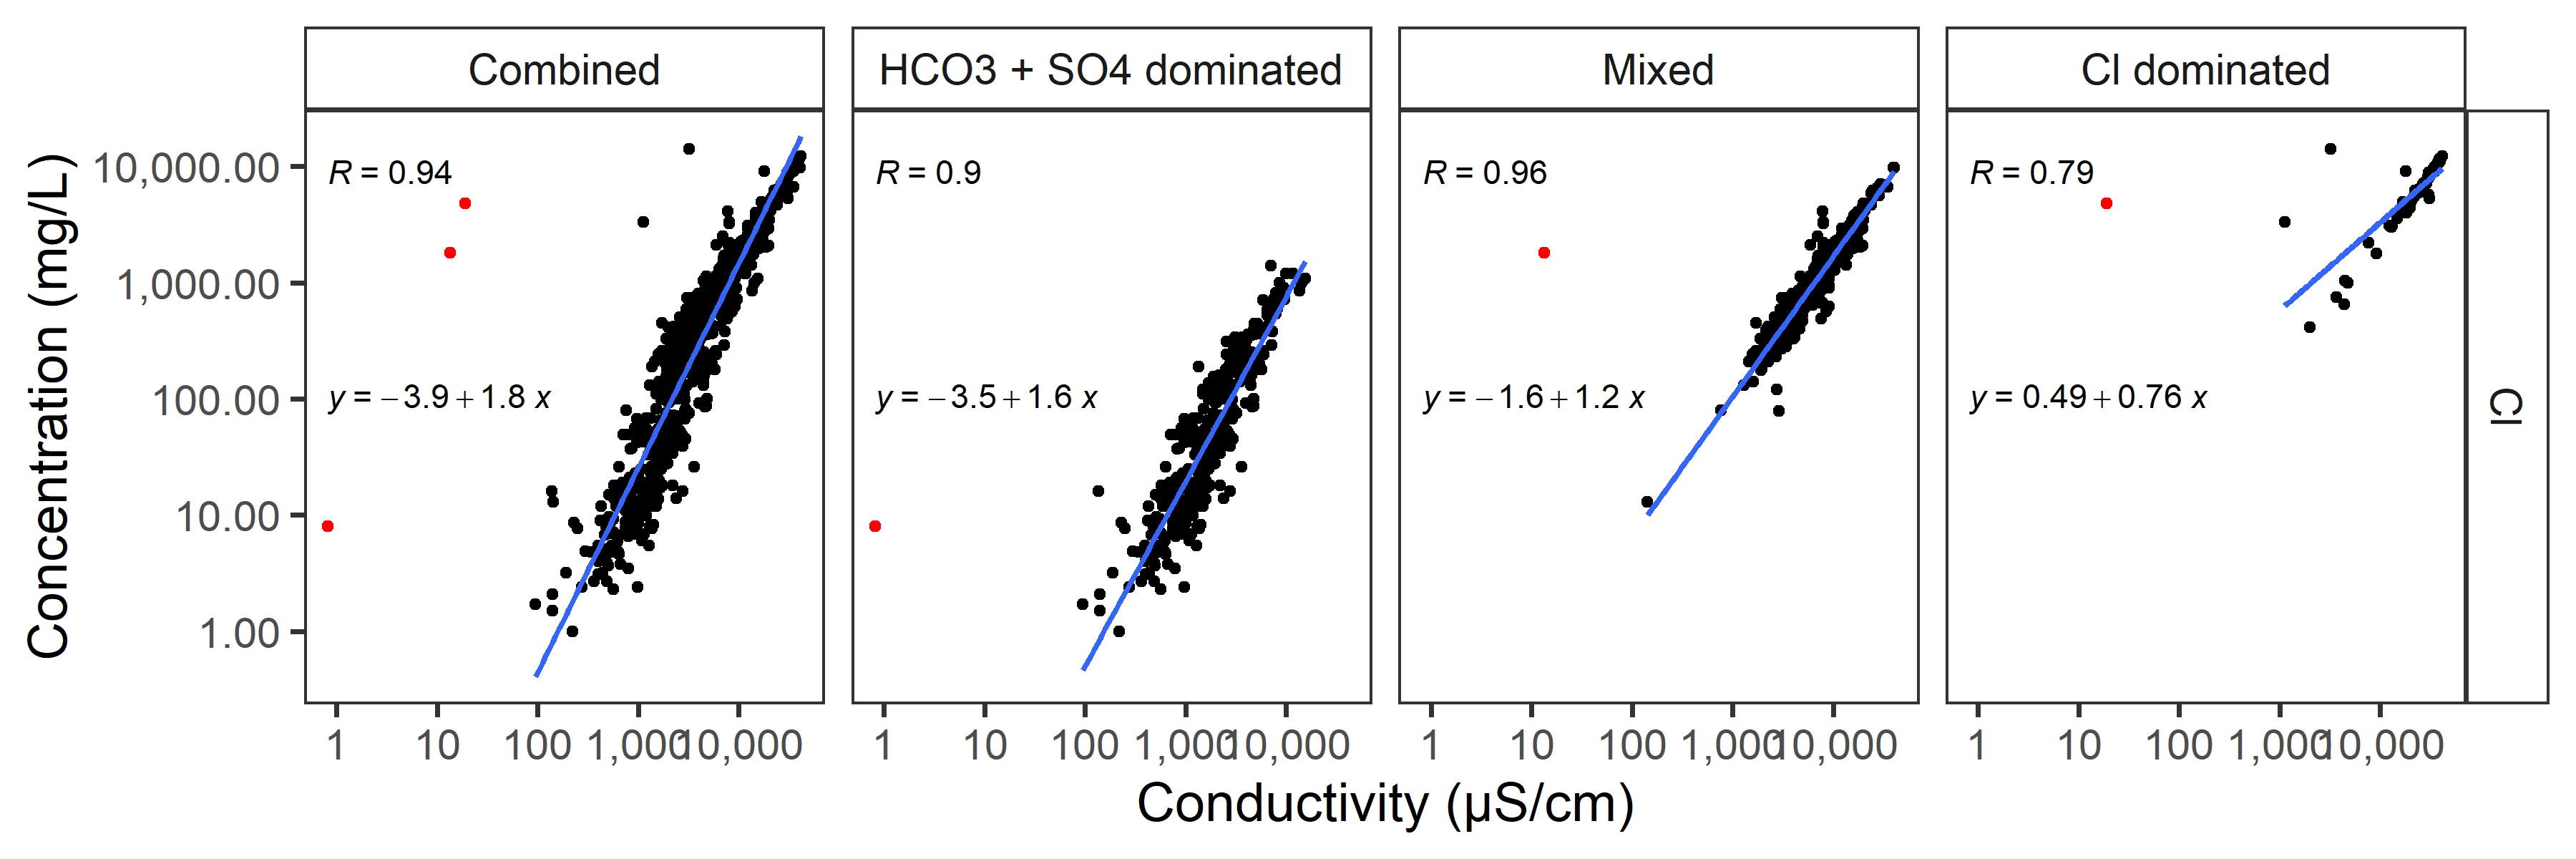 Combined
HCO3 + SO4 dominated
Mixed
Cl dominated
Concentration (mg/L)
10,000.00
1,000.00
100.00
10.00
1.00
R = 0.94
y = −3.9 + 1.8 x
R = 0.9
y = −3.5 + 1.6 x
R = 0.96
y = −1.6 + 1.2 x
R = 0.79
y = 0.49 + 0.76 x
Cl
1 10 100 1,000 10,000
1 10 100 1,000 10,000
1 10 100 1,000 10,000
1 10 100 1,000 10,000
Conductivity (µS/cm)